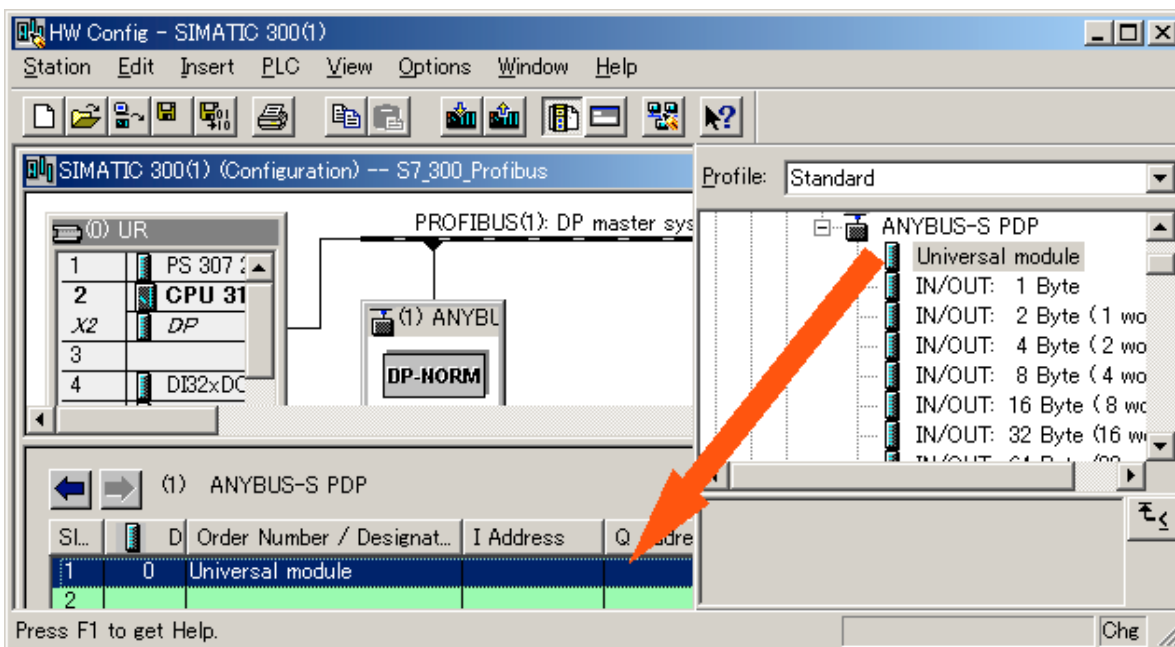 HW Config - SIMATIC 300(1)
Station Edit Insert PLC View Options Window Help
SIMATIC 300(1) (Configuration) -- S7_300_Profibus
Profile: Standard
(0) UR
1 PS 307 2
2 CPU 31
X2 DP
3
4 DI32xDO
PROFIBUS(1): DP master sys
(1) ANYBU
DP-NORM
ANYBUS-S PDP
Universal module
IN/OUT: 1 Byte
IN/OUT: 2 Byte ( 1 wo
IN/OUT: 4 Byte ( 2 wo
IN/OUT: 8 Byte ( 4 wo
IN/OUT: 16 Byte ( 8 wo
IN/OUT: 32 Byte (16 w
(1) ANYBUS-S PDP
Sl... D Order Number / Designat... I Address Q
1 0 Universal module
2
Press F1 to get Help.
Chg